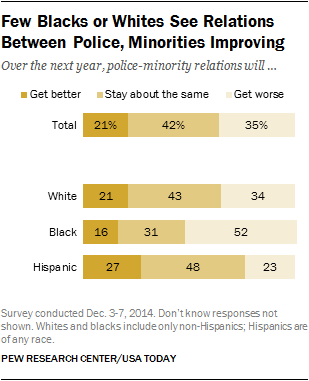 Few Blacks or Whites See Relations
Between Police, Minorities Improving
Over the next year, police-minority relations will ...
Get better Stay about the same Get worse
Total 21% 42% 35%
White 21 43 34
Black 16 31 52
Hispanic 27 48 23
Survey conducted Dec. 3-7, 2014. Don't know responses not
shown. Whites and blacks include only non-Hispanics; Hispanics are
of any race.
PEW RESEARCH CENTER/USA TODAY